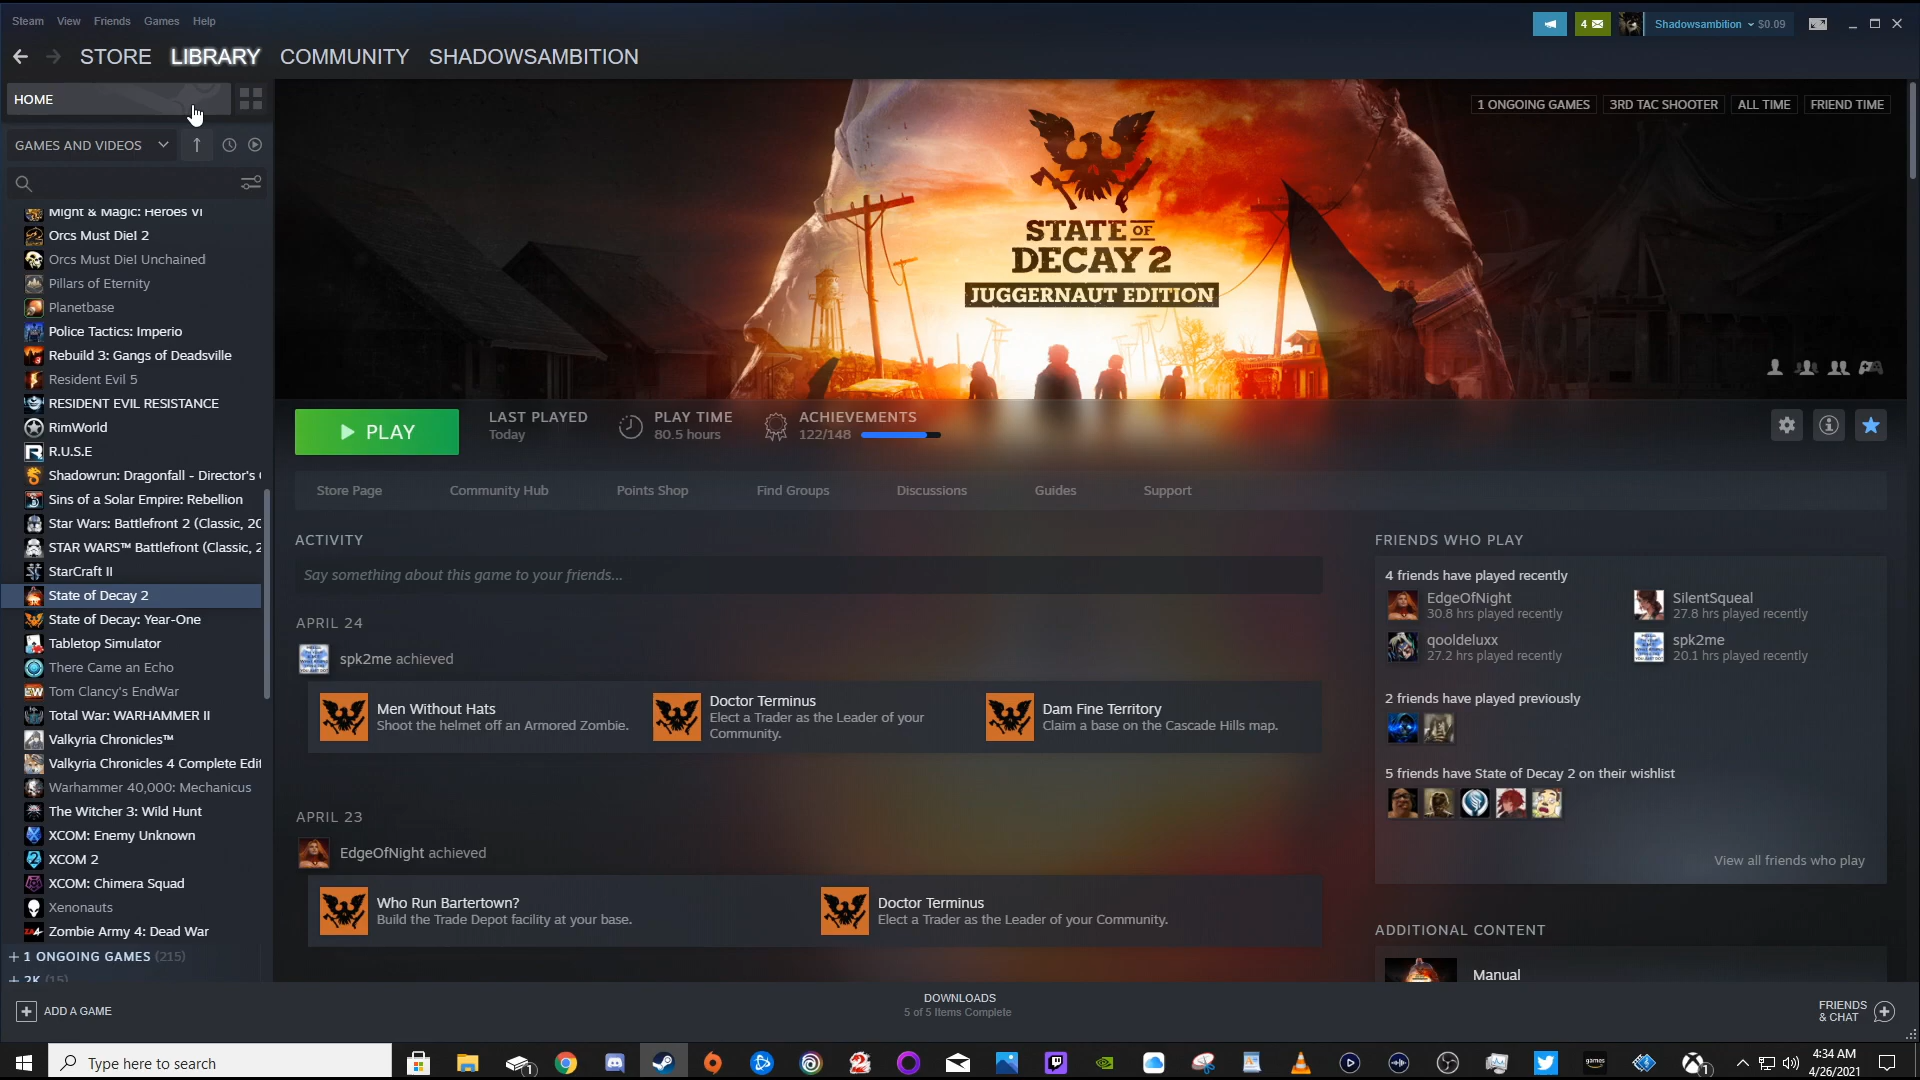 Steam View Friends Games Help
4 Shadowsambition $0.09
STORE LIBRARY COMMUNITY SHADOWSAMBITION
HOME
GAMES AND VIDEOS
Might & Magic: Heroes VI
Orcs Must Die! 2
Orcs Must Die! Unchained
Pillars of Eternity
Planetbase
Police Tactics: Imperio
Rebuild 3: Gangs of Deadsville
Resident Evil 5
RESIDENT EVIL RESISTANCE
RimWorld
R.U.S.E
Shadowrun: Dragonfall - Director's
Sins of a Solar Empire: Rebellion
Star Wars: Battlefront 2 (Classic, 20
STAR WARS™ Battlefront (Classic, 2
StarCraft II
State of Decay 2
State of Decay: Year-One
Tabletop Simulator
There Came an Echo
Tom Clancy's EndWar
Total War: WARHAMMER II
Valkyria Chronicles™
Valkyria Chronicles 4 Complete Edit
Warhammer 40,000: Mechanicus
The Witcher 3: Wild Hunt
XCOM: Enemy Unknown
XCOM 2
XCOM: Chimera Squad
Xenonauts
Zombie Army 4: Dead War
+ 1 ONGOING GAMES (215)
+ 2K (15)
1 ONGOING GAMES 3RD TAC SHOOTER ALL TIME FRIEND TIME
STATE OF
DECAY 2
JUGGERNAUT EDITION
PLAY
LAST PLAYED
Today
PLAY TIME
80.5 hours
ACHIEVEMENTS
122/148
Store Page Community Hub Points Shop Find Groups Discussions Guides Support
ACTIVITY
Say something about this game to your friends...
APRIL 24
spk2me achieved
Men Without Hats
Shoot the helmet off an Armored Zombie.
Doctor Terminus
Elect a Trader as the Leader of your
Community.
Dam Fine Territory
Claim a base on the Cascade Hills map.
APRIL 23
EdgeOfNight achieved
Who Run Bartertown?
Build the Trade Depot facility at your base.
Doctor Terminus
Elect a Trader as the Leader of your Community.
FRIENDS WHO PLAY
4 friends have played recently
EdgeOfNight
30.8 hrs played recently
SilentSqueal
27.8 hrs played recently
qooldeluxx
27.2 hrs played recently
spk2me
20.1 hrs played recently
2 friends have played previously
5 friends have State of Decay 2 on their wishlist
View all friends who play
ADDITIONAL CONTENT
Manual
ADD A GAME
DOWNLOADS
5 of 5 Items Complete
FRIENDS
& CHAT
Type here to search
4:34 AM
4/26/2021